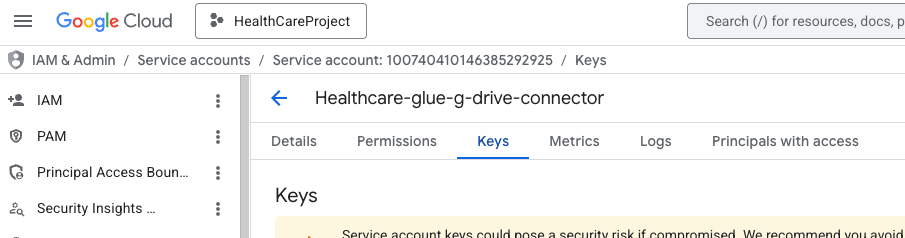 Google Cloud
HealthCareProject
Search (/) for resources, docs, p
IAM & Admin / Service accounts / Service account: 100740410146385292925 / Keys
IAM
PAM
Principal Access Boun...
Security Insights ...
Healthcare-glue-g-drive-connector
Details Permissions Keys Metrics Logs Principals with access
Keys
Service account keys could pose a security risk if compromised. We recommend you avoid